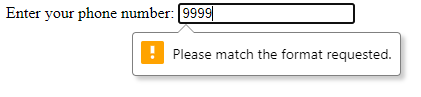 Enter your phone number: 9999
Please match the format requested.